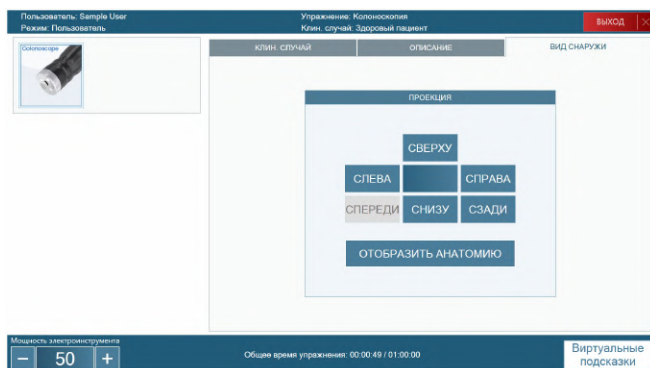 Пользователь: Sample User
Режим: Пользователь
Упражнение: Колоноскопия
Клин. случай: Здоровый пациент
ВЫХОД
Colonoscope
КЛИН. СЛУЧАЙ
ОПИСАНИЕ
ВИД СНАРУЖИ
ПРОЕКЦИЯ
СВЕРХУ
СЛЕВА
СПРАВА
СПЕРЕДИ
СНИЗУ
СЗАДИ
ОТОБРАЗИТЬ АНАТОМИЮ
Мощность электроинструмента
− 50 +
Общее время упражнения: 00:00:49 / 01:00:00
Виртуальные
подсказки